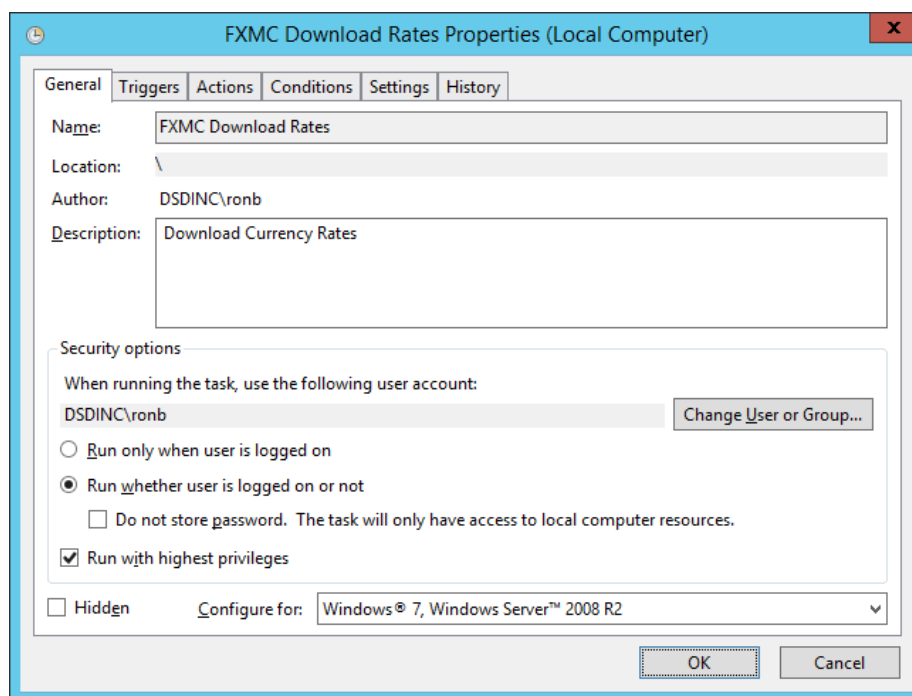 FXMC Download Rates Properties (Local Computer)
x
General Triggers Actions Conditions Settings History
Name: FXMC Download Rates
Location: \
Author: DSDINC\ronb
Description: Download Currency Rates
Security options
When running the task, use the following user account:
DSDINC\ronb Change User or Group...
Run only when user is logged on
Run whether user is logged on or not
Do not store password. The task will only have access to local computer resources.
Run with highest privileges
Hidden Configure for: Windows® 7, Windows Server™ 2008 R2
OK Cancel